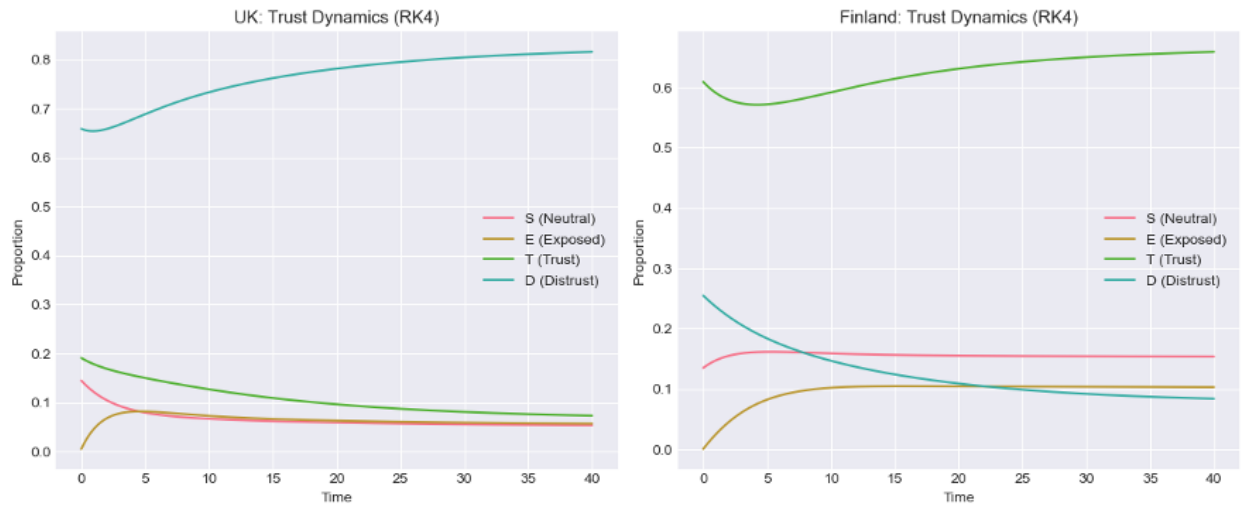 UK: Trust Dynamics (RK4)
Proportion
0.8
0.7
0.6
0.5
0.4
0.3
0.2
0.1
0.0
S (Neutral)
E (Exposed)
T (Trust)
D (Distrust)
0 5 10 15 20 25 30 35 40
Time
Finland: Trust Dynamics (RK4)
Proportion
0.6
0.5
0.4
0.3
0.2
0.1
0.0
S (Neutral)
E (Exposed)
T (Trust)
D (Distrust)
0 5 10 15 20 25 30 35 40
Time